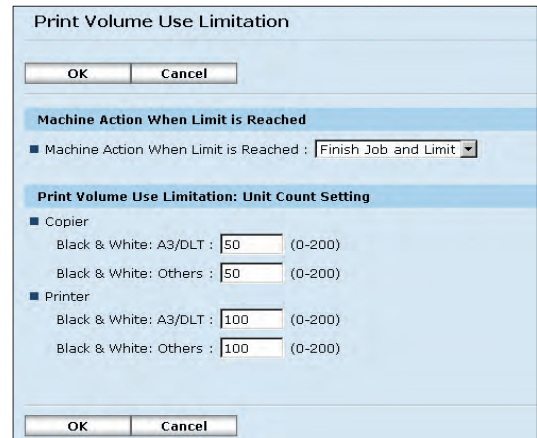 Print Volume Use Limitation
OK Cancel
Machine Action When Limit is Reached
Machine Action When Limit is Reached : Finish Job and Limit
Print Volume Use Limitation: Unit Count Setting
Copier
Black & White: A3/DLT : 50 (0-200)
Black & White: Others : 50 (0-200)
Printer
Black & White: A3/DLT : 100 (0-200)
Black & White: Others : 100 (0-200)
OK Cancel